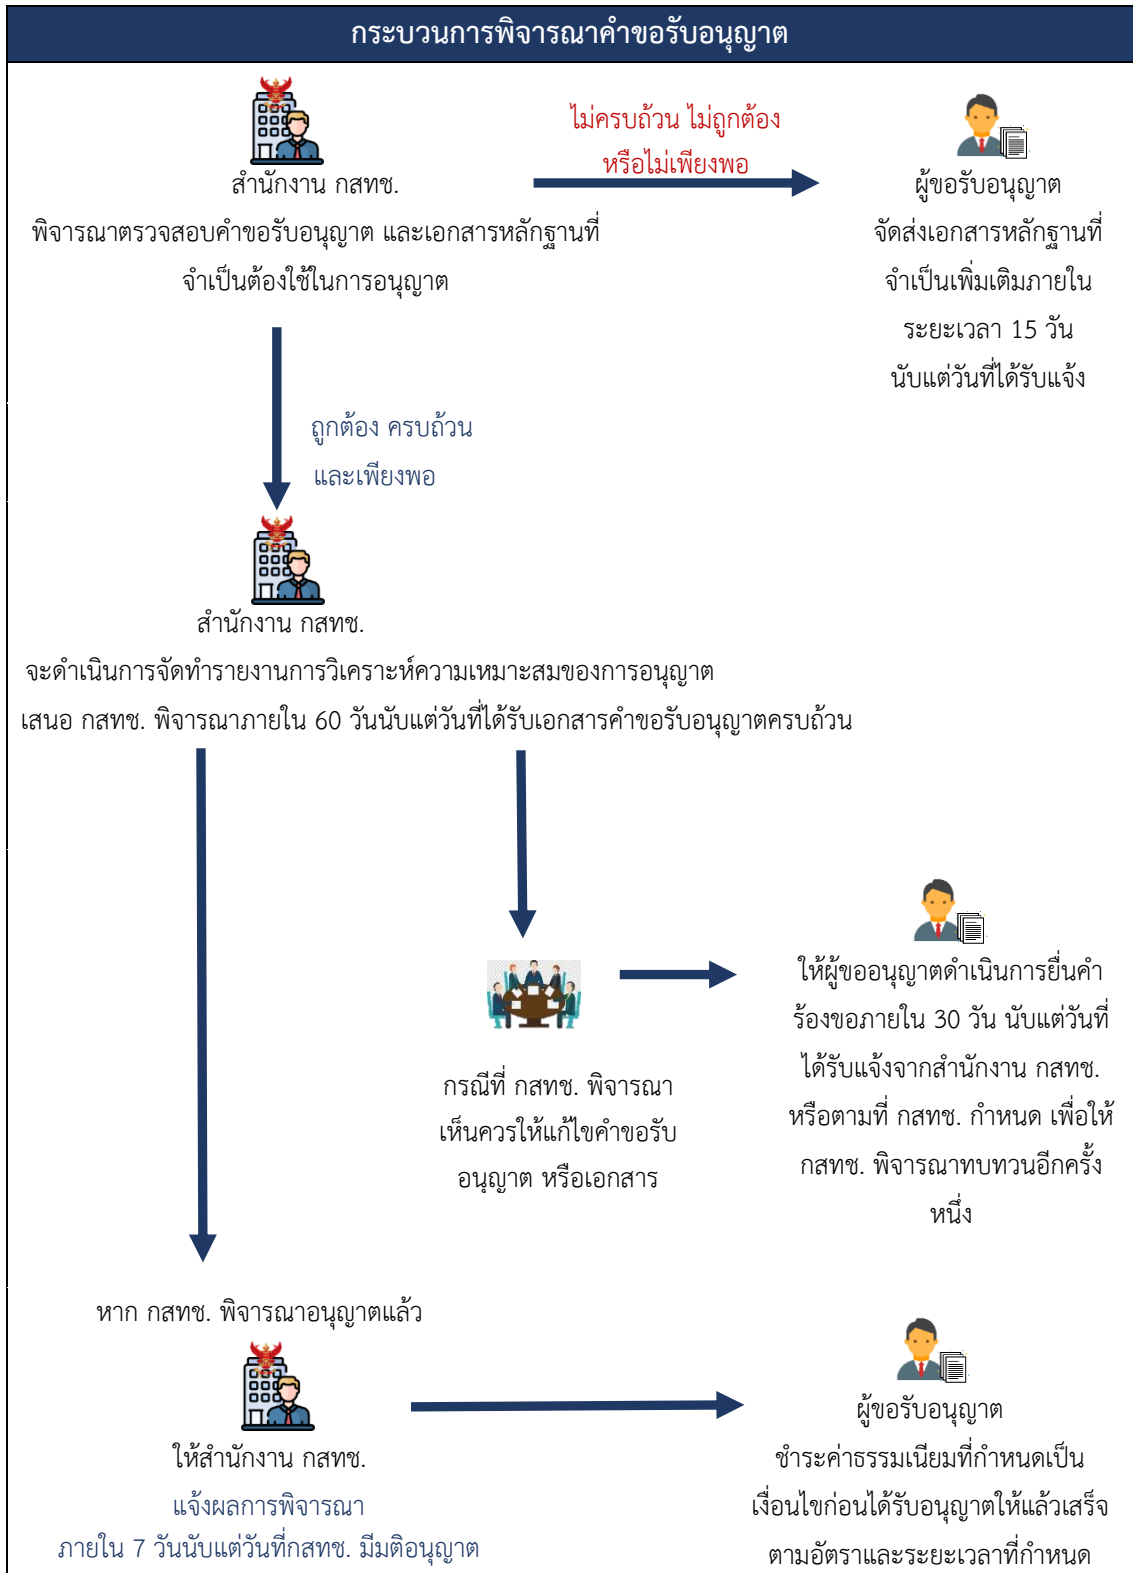 กระบวนการพิจารณาคำขอรับอนุญาต
ไม่ครบถ้วน ไม่ถูกต้อง
หรือไม่เพียงพอ
สำนักงาน กสทช.
พิจารณาตรวจสอบคำขอรับอนุญาต และเอกสารหลักฐานที่
จำเป็นต้องใช้ในการอนุญาต
ผู้ขอรับอนุญาต
จัดส่งเอกสารหลักฐานที่
จำเป็นเพิ่มเติมภายใน
ระยะเวลา 15 วัน
นับแต่วันที่ได้รับแจ้ง
ถูกต้อง ครบถ้วน
และเพียงพอ
สำนักงาน กสทช.
จะดำเนินการจัดทำรายงานการวิเคราะห์ความเหมาะสมของการอนุญาต
เสนอ กสทช. พิจารณาภายใน 60 วันนับแต่วันที่ได้รับเอกสารคำขอรับอนุญาตครบถ้วน
กรณีที่ กสทช. พิจารณา
เห็นควรให้แก้ไขคำขอรับ
อนุญาต หรือเอกสาร
ให้ผู้ขออนุญาตดำเนินการยื่นคำ
ร้องขอภายใน 30 วัน นับแต่วันที่
ได้รับแจ้งจากสำนักงาน กสทช.
หรือตามที่ กสทช. กำหนด เพื่อให้
กสทช. พิจารณาทบทวนอีกครั้ง
หนึ่ง
หาก กสทช. พิจารณาอนุญาตแล้ว
ให้สำนักงาน กสทช.
แจ้งผลการพิจารณา
ภายใน 7 วันนับแต่วันที่กสทช. มีมติอนุญาต
ผู้ขอรับอนุญาต
ชำระค่าธรรมเนียมที่กำหนดเป็น
เงื่อนไขก่อนได้รับอนุญาตให้แล้วเสร็จ
ตามอัตราและระยะเวลาที่กำหนด